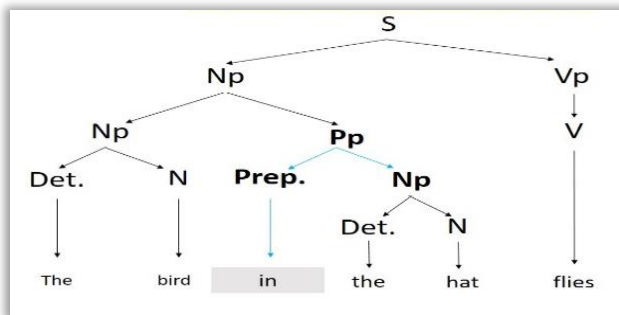 S
Np Vp
Np Pp V
Det. N Prep. Np
Det. N
The bird in the hat flies